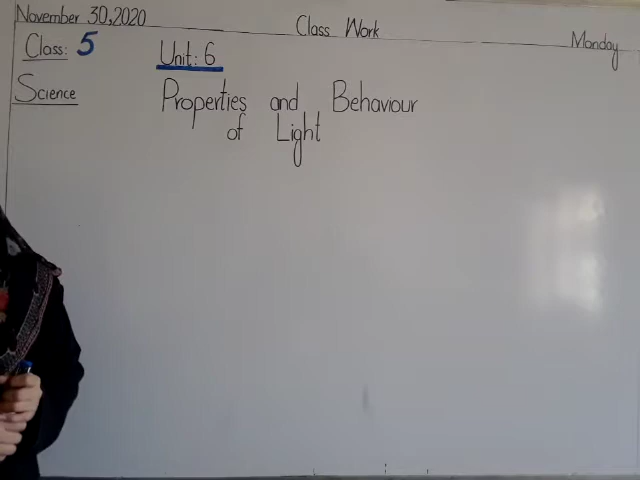 November 30,2020 Class Work Monday
Class: 5 Unit: 6
Science Properties and Behaviour
of Light